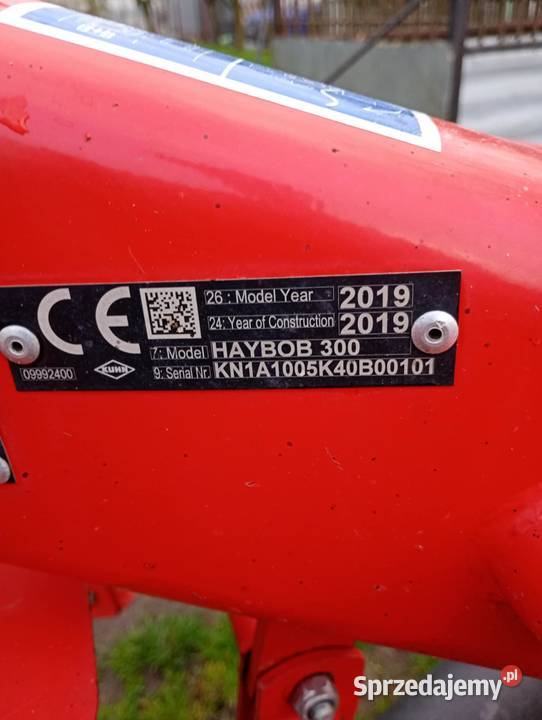 CE
26 : Model Year 2019
24: Year of Construction 2019
7: Model HAYBOB 300
9: Serial Nr KN1A1005K40B00101
09992400
KUHN
Sprzedajemy.pl